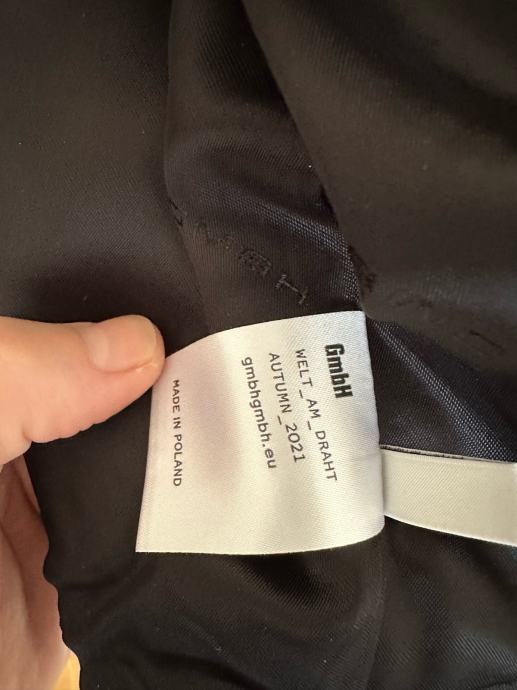 GmbH
WELT_AM_DRAHT
AUTUMN_2021
gmbhgmbh.eu
MADE IN POLAND